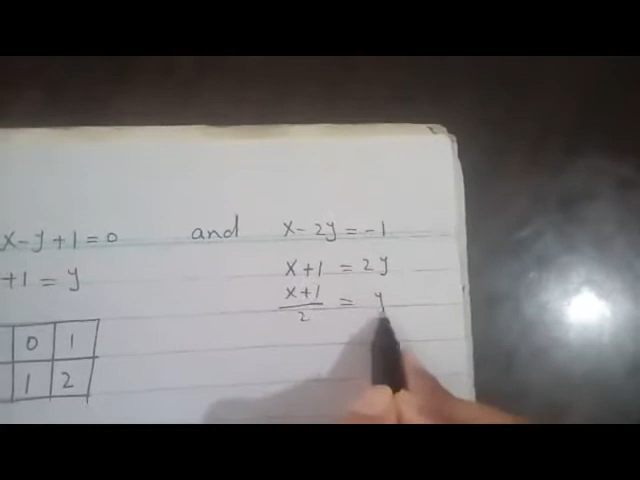 x-y+1=0 and x-2y=-1
+1=y x+1=2y
x+1/2 = y
0 1
1 2